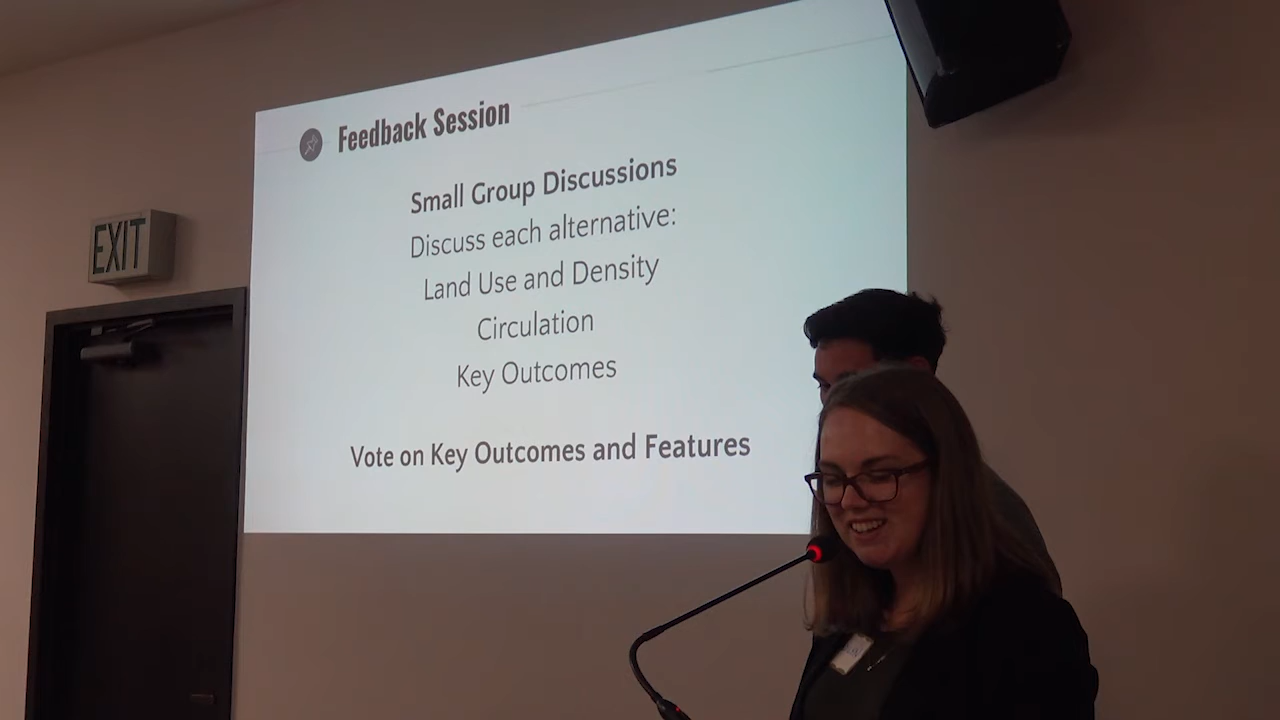 EXIT
Feedback Session
Small Group Discussions
Discuss each alternative:
Land Use and Density
Circulation
Key Outcomes
Vote on Key Outcomes and Features